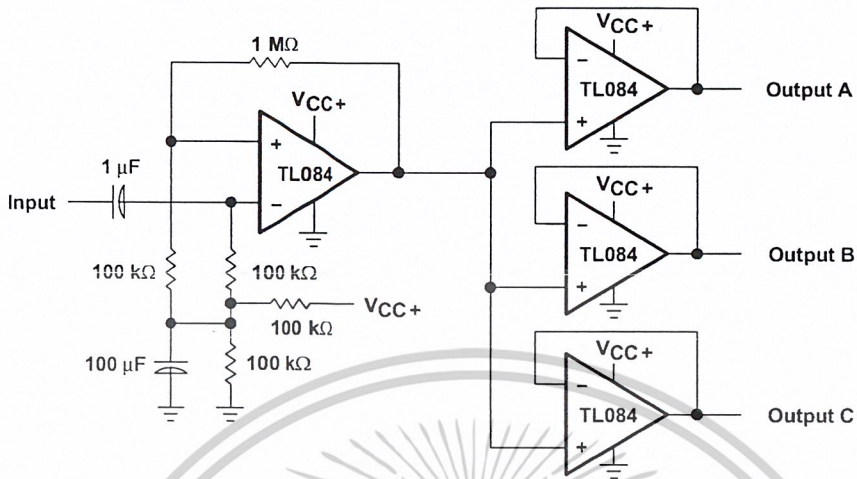 1 MΩ
VCC+
+
TL084
−
1 µF
Input
100 kΩ
100 kΩ
VCC+
100 kΩ
100 µF
100 kΩ
VCC+
−
TL084
+
Output A
VCC+
−
TL084
+
Output B
VCC+
−
TL084
+
Output C